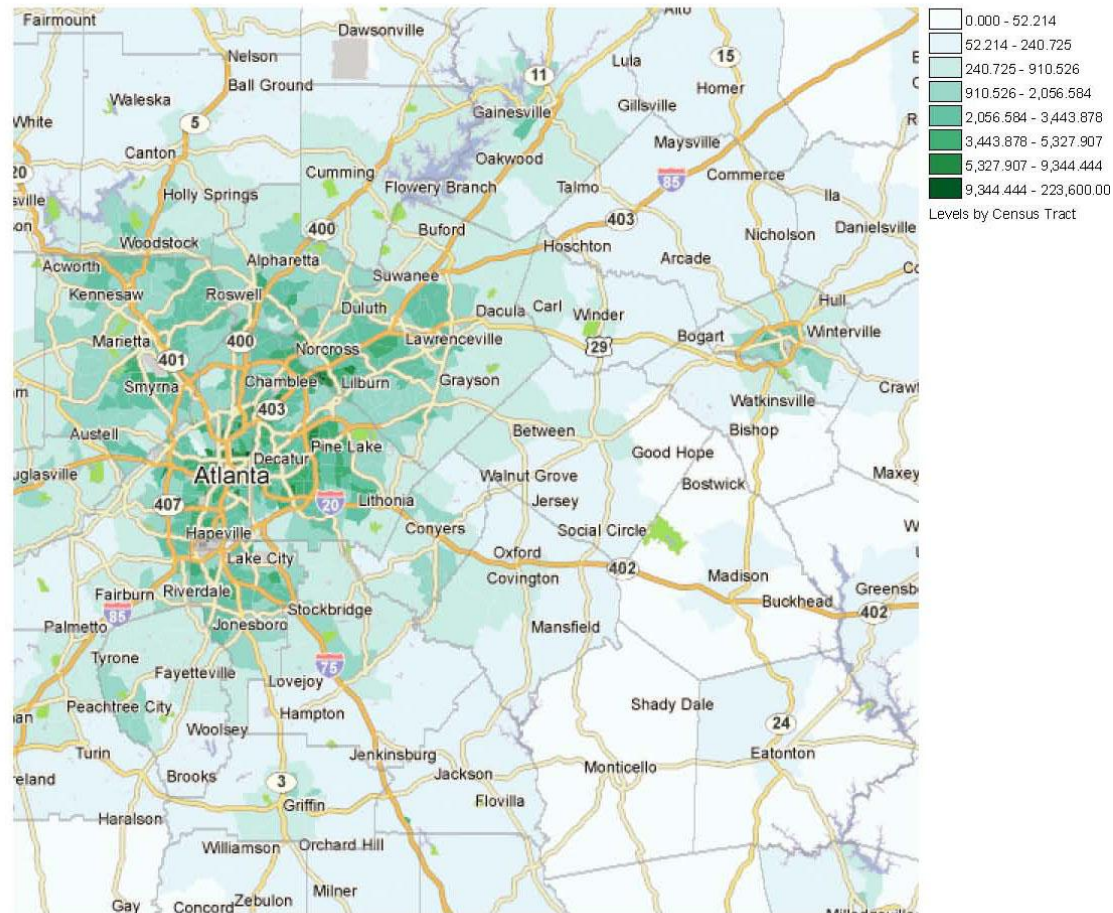 Fairmount
Dawsonville
Alto
Nelson
11
Lula
15
Ball Ground
Homer
Waleska
Gainesville
Gillsville
White
5
Maysville
Canton
Oakwood
20
Cumming
85
Commerce
Holly Springs
Flowery Branch
Talmo
Ila
400
403
Woodstock
Buford
Nicholson
Danielsville
Hoschton
Acworth
Alpharetta
Suwanee
Arcade
Kennesaw
Roswell
Duluth
Dacula
Carl
Hull
Winder
Marietta
400
Lawrenceville
Bogart
Winterville
401
Norcross
29
Smyrna
Chamblee
Lilburn
Grayson
Crawf
403
Watkinsville
Austell
Pine Lake
Between
Bishop
Decatur
Good Hope
uglasville
Atlanta
Walnut Grove
Maxey
Bostwick
407
20
Lithonia
Jersey
Hapeville
Conyers
Social Circle
Lake City
Oxford
402
Madison
Covington
Fairburn
Riverdale
Stockbridge
Buckhead
Greensb
85
402
Palmetto
Jonesboro
Mansfield
Tyrone
Fayetteville
75
Lovejoy
Peachtree City
Hampton
Shady Dale
Woolsey
24
Turin
Jenkinsburg
Eatonton
reland
Brooks
Jackson
Monticello
3
Griffin
Flovilla
Haralson
Williamson
Orchard Hill
Milner
Gay
Concord
Zebulon
0.000 - 52.214
52.214 - 240.725
240.725 - 910.526
910.526 - 2,056.584
2,056.584 - 3,443.878
3,443.878 - 5,327.907
5,327.907 - 9,344.444
9,344.444 - 223,600.00
Levels by Census Tract